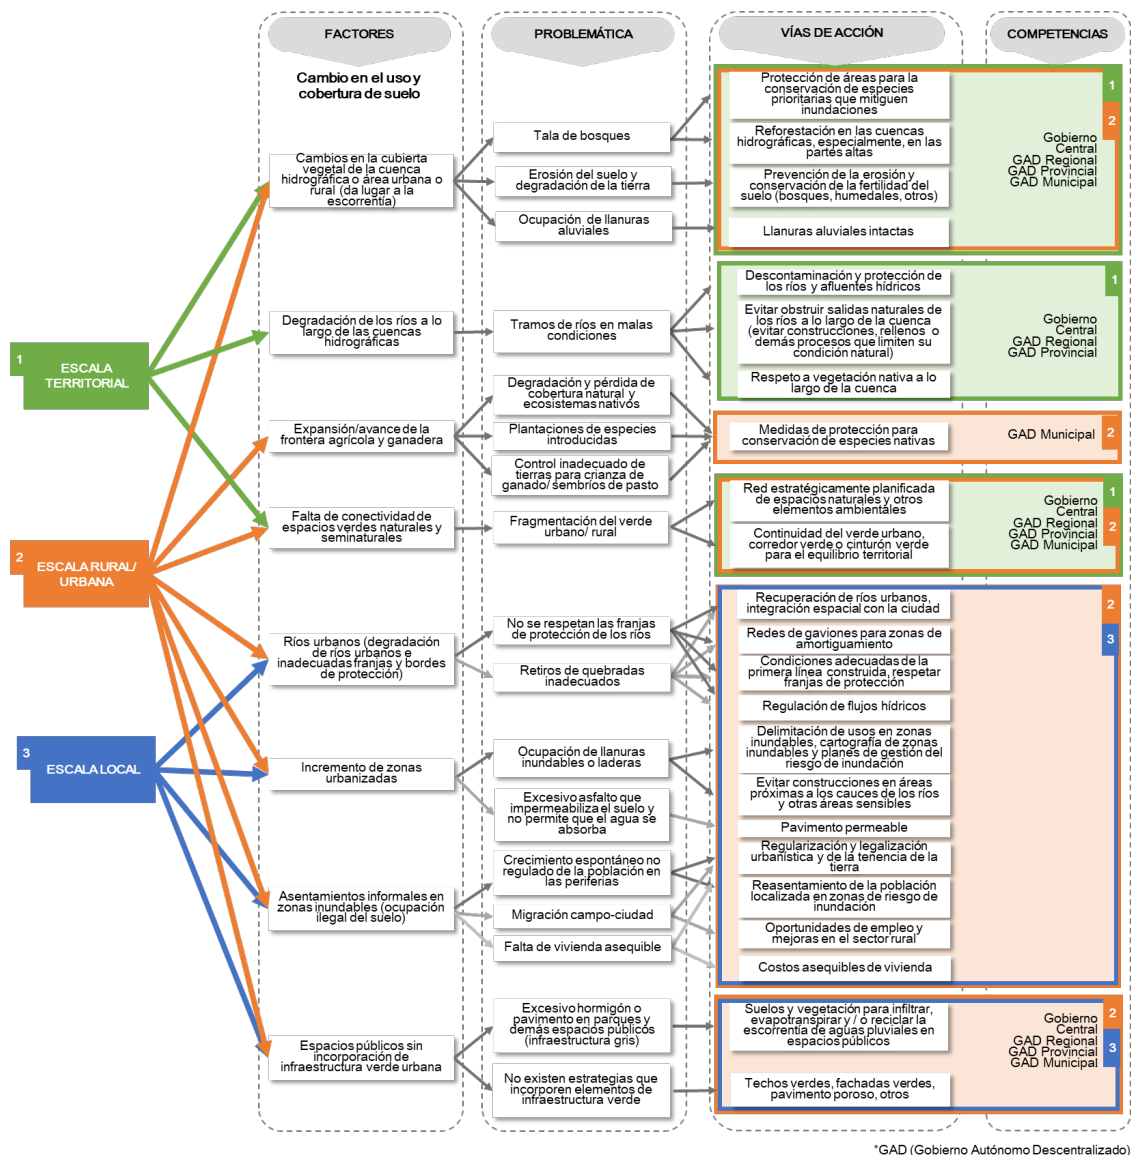 FACTORES
PROBLEMÁTICA
VÍAS DE ACCIÓN
COMPETENCIAS
Cambio en el uso y
cobertura de suelo
1
ESCALA
TERRITORIAL
2
ESCALA RURAL/
URBANA
3
ESCALA LOCAL
Cambios en la cubierta
vegetal de la cuenca
hidrográfica o área urbana o
rural (da lugar a la
escorrentía)
Degradación de los ríos a lo
largo de las cuencas
hidrográficas
Expansión/avance de la
frontera agrícola y ganadera
Falta de conectividad de
espacios verdes naturales y
seminaturales
Ríos urbanos (degradación
de ríos urbanos e
inadecuadas franjas y bordes
de protección)
Incremento de zonas
urbanizadas
Asentamientos informales en
zonas inundables (ocupación
ilegal del suelo)
Espacios públicos sin
incorporación de
infraestructura verde urbana
Tala de bosques
Erosión del suelo y
degradación de la tierra
Ocupación de llanuras
aluviales
Tramos de ríos en malas
condiciones
Degradación y pérdida de
cobertura natural y
ecosistemas nativos
Plantaciones de especies
introducidas
Control inadecuado de
tierras para crianza de
ganado/ sembríos de pasto
Fragmentación del verde
urbano/ rural
No se respetan las franjas
de protección de los ríos
Retiros de quebradas
inadecuados
Ocupación de llanuras
inundables o laderas
Excesivo asfalto que
impermeabiliza el suelo y
no permite que el agua se
absorba
Crecimiento espontáneo no
regulado de la población en
las periferias
Migración campo-ciudad
Falta de vivienda asequible
Excesivo hormigón o
pavimento en parques y
demás espacios públicos
(infraestructura gris)
No existen estrategias que
incorporen elementos de
infraestructura verde
Protección de áreas para la
conservación de especies
prioritarias que mitiguen
inundaciones
Reforestación en las cuencas
hidrográficas, especialmente, en las
partes altas
Prevención de la erosión y
conservación de la fertilidad del
suelo (bosques, humedales, otros)
Llanuras aluviales intactas
1
2
Gobierno
Central
GAD Regional
GAD Provincial
GAD Municipal
Descontaminación y protección de
los ríos y afluentes hídricos
Evitar obstruir salidas naturales de
los ríos a lo largo de la cuenca
(evitar construcciones, rellenos o
demás procesos que limiten su
condición natural)
Respeto a vegetación nativa a lo
largo de la cuenca
1
Gobierno
Central
GAD Regional
GAD Provincial
Medidas de protección para
conservación de especies nativas
GAD Municipal
2
Red estratégicamente planificada
de espacios naturales y otros
elementos ambientales
Continuidad del verde urbano,
corredor verde o cinturón verde
para el equilibrio territorial
1
2
Gobierno
Central
GAD Regional
GAD Provincial
GAD Municipal
Recuperación de ríos urbanos,
integración espacial con la ciudad
Redes de gaviones para zonas de
amortiguamiento
Condiciones adecuadas de la
primera línea construida, respetar
franjas de protección
Regulación de flujos hídricos
Delimitación de usos en zonas
inundables, cartografía de zonas
inundables y planes de gestión del
riesgo de inundación
Evitar construcciones en áreas
próximas a los cauces de los ríos
y otras áreas sensibles
Pavimento permeable
Regularización y legalización
urbanística y de la tenencia de la
tierra
Reasentamiento de la población
localizada en zonas de riesgo de
inundación
Oportunidades de empleo y
mejoras en el sector rural
Costos asequibles de vivienda
2
3
Suelos y vegetación para infiltrar,
evapotranspirar y / o reciclar la
escorrentía de aguas pluviales en
espacios públicos
Techos verdes, fachadas verdes,
pavimento poroso, otros
2
3
Gobierno
Central
GAD Regional
GAD Provincial
GAD Municipal
*GAD (Gobierno Autónomo Descentralizado)